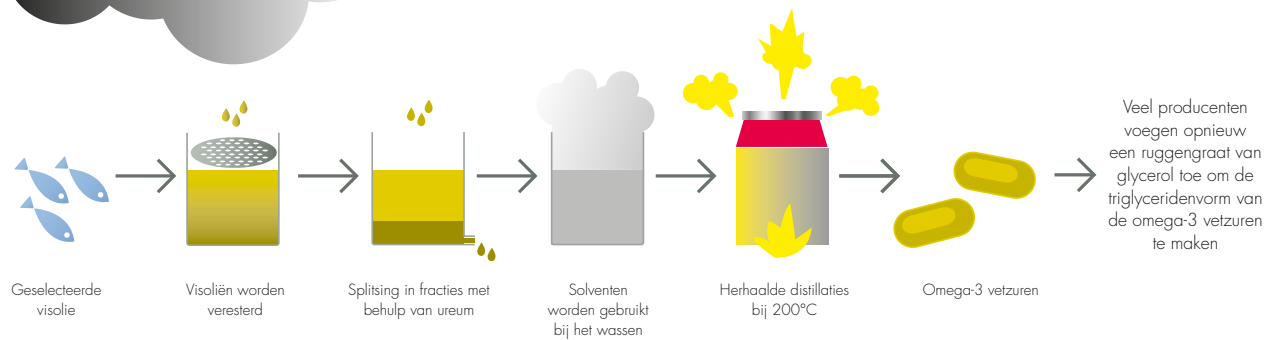 Geselecteerde
visolie
Visoliën worden
veresterd
Splitsing in fracties met
behulp van ureum
Solventen
worden gebruikt
bij het wassen
Herhaalde distillaties
bij 200°C
Omega-3 vetzuren
Veel producenten
voegen opnieuw
een ruggengraat van
glycerol toe om de
triglyceridenvorm van
de omega-3 vetzuren
te maken